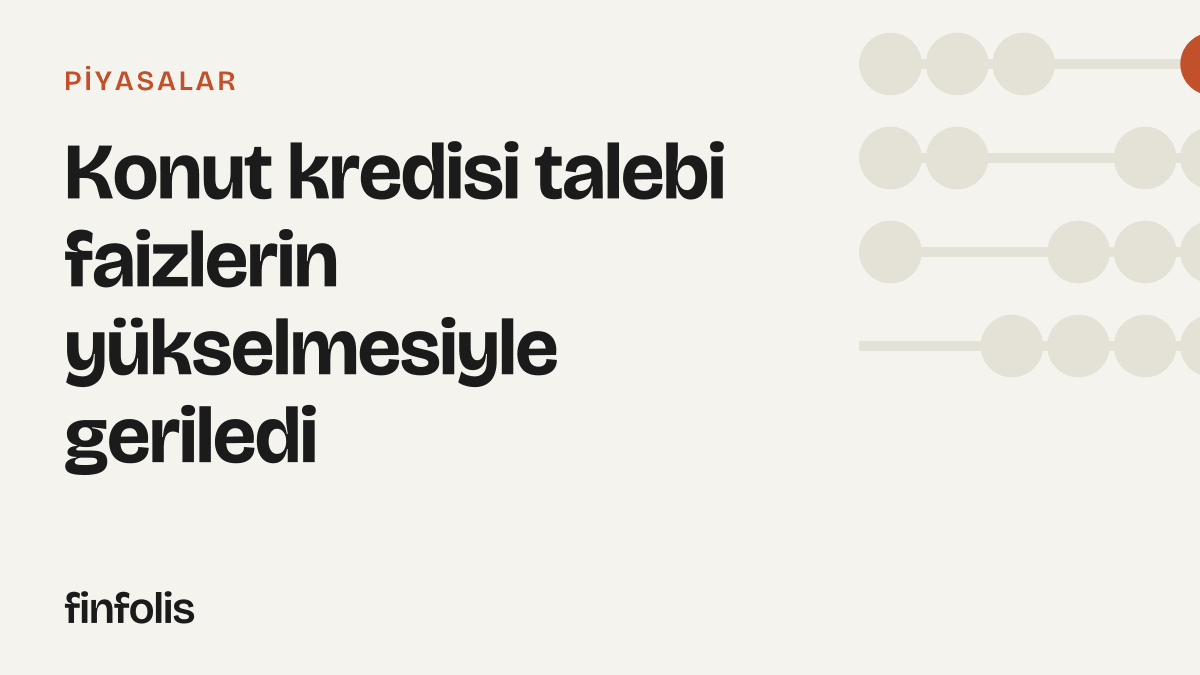 PİYASALAR
Konut kredisi talebi
faizlerin
yükselmesiyle
geriledi
finfolis